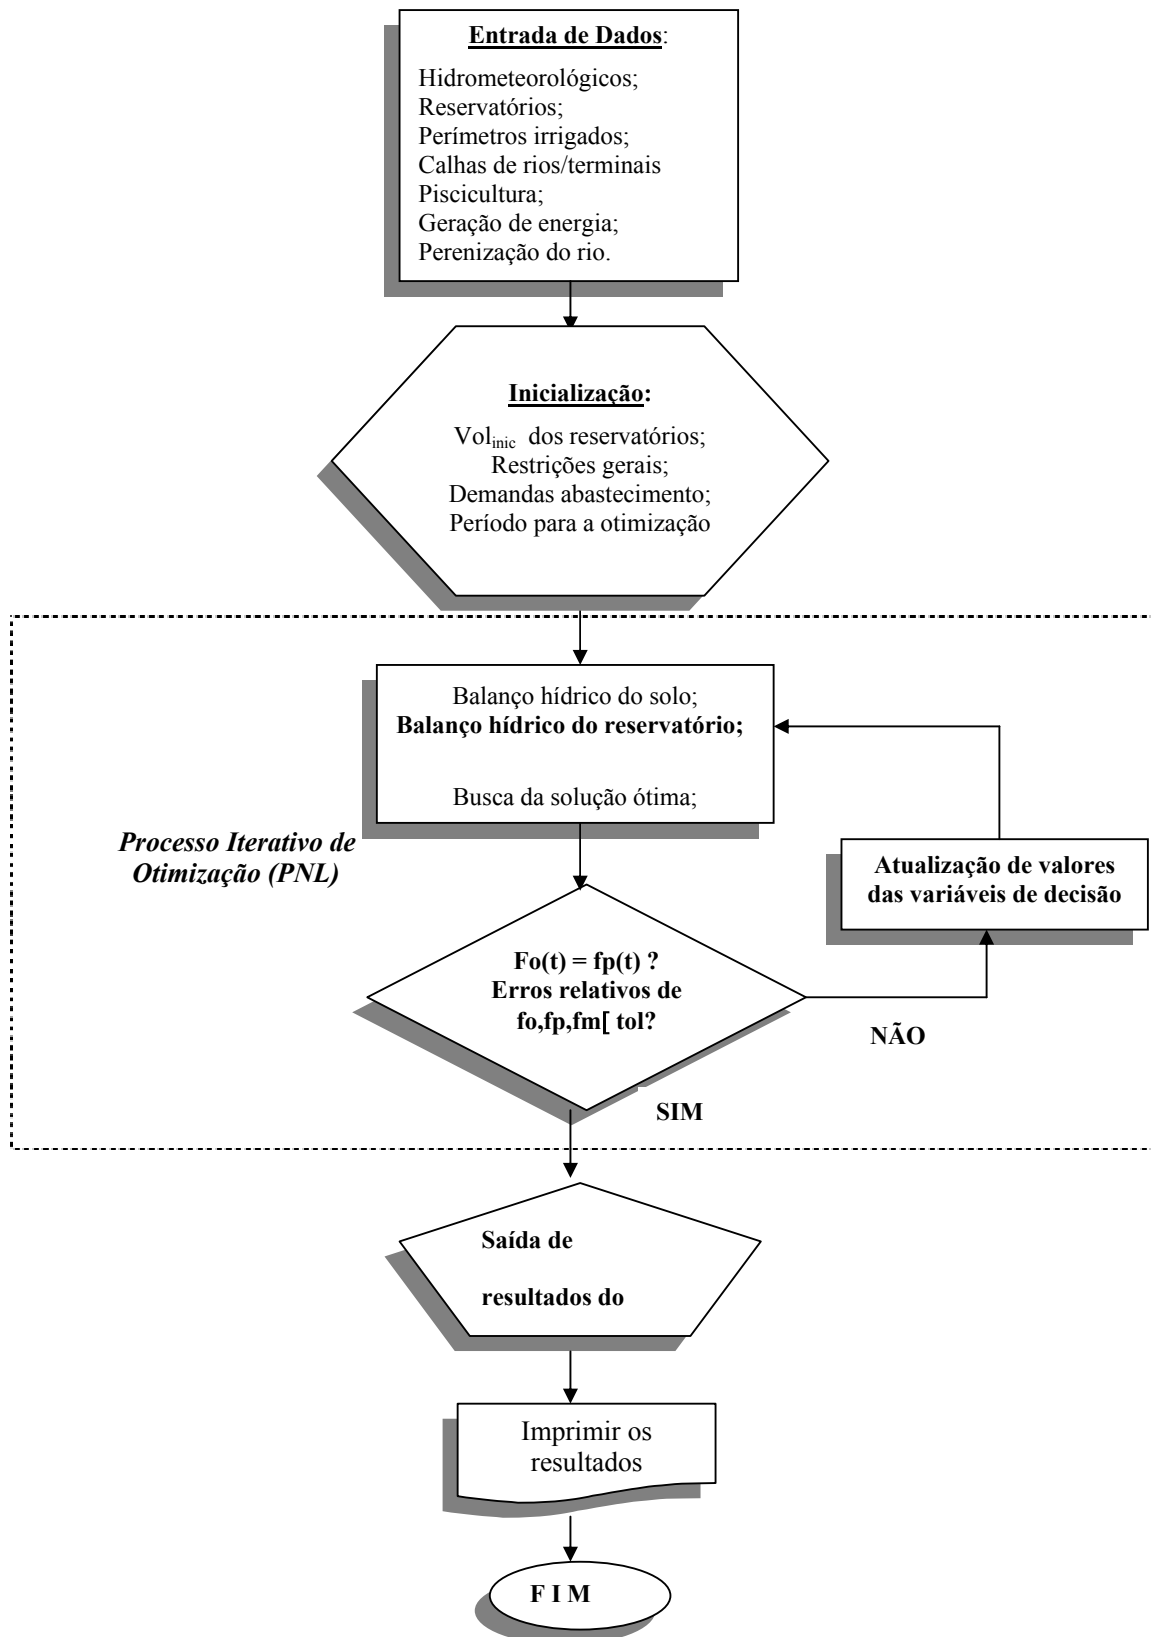 Entrada de Dados:
Hidrometeorológicos;
Reservatórios;
Perímetros irrigados;
Calhas de rios/terminais
Piscicultura;
Geração de energia;
Perenização do rio.
Inicialização:
Vol_inic dos reservatórios;
Restrições gerais;
Demandas abastecimento;
Período para a otimização
Balanço hídrico do solo;
Balanço hídrico do reservatório;
Busca da solução ótima;
Processo Iterativo de
Otimização (PNL)
Atualização de valores
das variáveis de decisão
Fo(t) = fp(t) ?
Erros relativos de
fo,fp,fm[ tol?
NÃO
SIM
Saída de
resultados do
Imprimir os
resultados
F I M